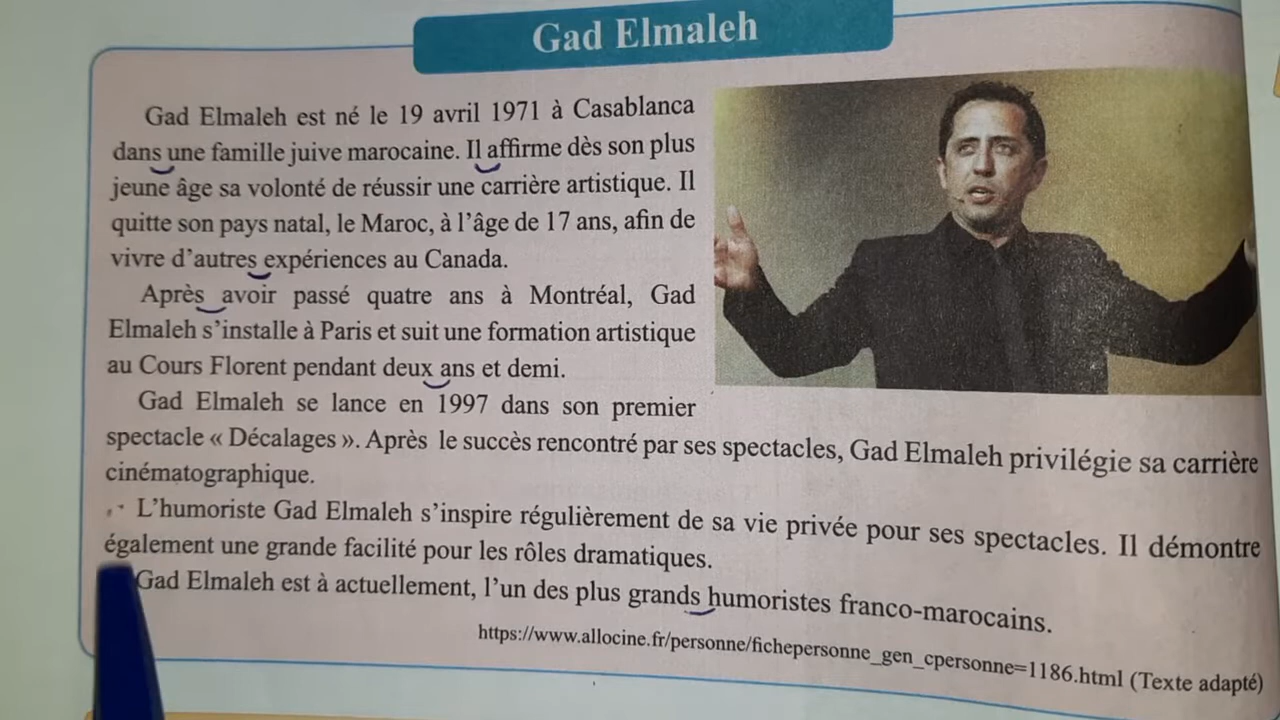 Gad Elmaleh
Gad Elmaleh est né le 19 avril 1971 à Casablanca
dans une famille juive marocaine. Il affirme dès son plus
jeune âge sa volonté de réussir une carrière artistique. Il
quitte son pays natal, le Maroc, à l'âge de 17 ans, afin de
vivre d'autres expériences au Canada.
Après avoir passé quatre ans à Montréal, Gad
Elmaleh s'installe à Paris et suit une formation artistique
au Cours Florent pendant deux ans et demi.
Gad Elmaleh se lance en 1997 dans son premier
spectacle « Décalages ». Après le succès rencontré par ses spectacles, Gad Elmaleh privilégie sa carrière
cinématographique.
L'humoriste Gad Elmaleh s'inspire régulièrement de sa vie privée pour ses spectacles. Il démontre
également une grande facilité pour les rôles dramatiques.
Gad Elmaleh est à actuellement, l'un des plus grands humoristes franco-marocains.
https://www.allocine.fr/personne/fichepersonne_gen_cpersonne=1186.html (Texte adapté)